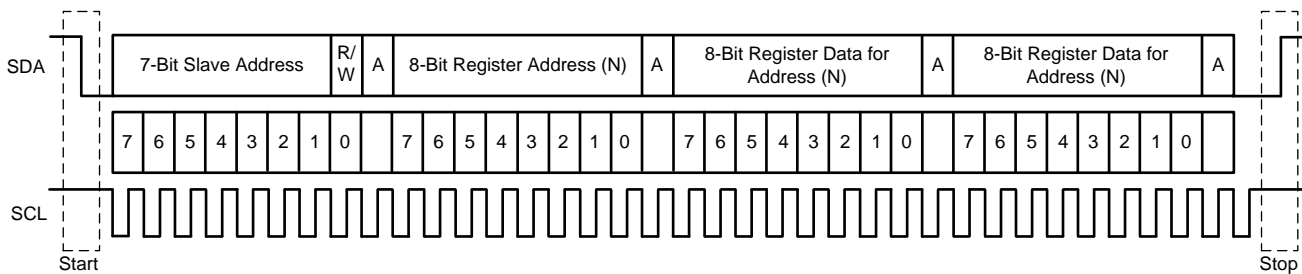 R/
W
SDA
7-Bit Slave Address
A
8-Bit Register Address (N)
A
8-Bit Register Data for
Address (N)
A
8-Bit Register Data for
Address (N)
A
7 6 5 4 3 2 1 0 7 6 5 4 3 2 1 0 7 6 5 4 3 2 1 0 7 6 5 4 3 2 1 0
SCL
Start
Stop